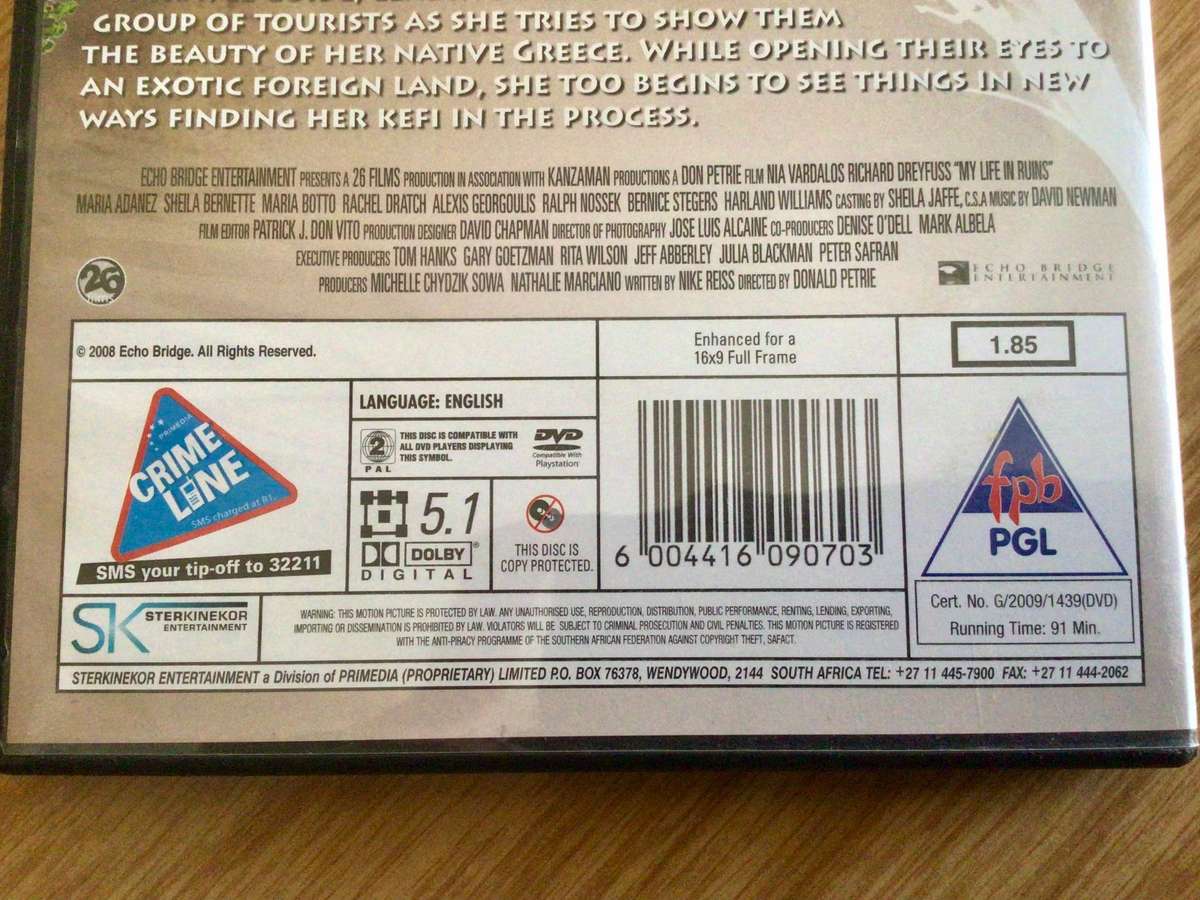 GROUP OF TOURISTS AS SHE TRIES TO SHOW THEM
THE BEAUTY OF HER NATIVE GREECE. WHILE OPENING THEIR EYES TO
AN EXOTIC FOREIGN LAND, SHE TOO BEGINS TO SEE THINGS IN NEW
WAYS FINDING HER KEFI IN THE PROCESS.
ECHO BRIDGE ENTERTAINMENT PRESENTS A 26 FILMS PRODUCTION IN ASSOCIATION WITH KANZAMAN PRODUCTIONS A DON PETRIE FILM NIA VARDALOS RICHARD DREYFUSS "MY LIFE IN RUINS"
MARIA ADANEZ SHEILA BERNETTE MARIA BOTTO RACHEL DRATCH ALEXIS GEORGOULIS RALPH NOSSEK BERNICE STEGERS HARLAND WILLIAMS CASTING BY SHEILA JAFFE, C.S.A MUSIC BY DAVID NEWMAN
FILM EDITOR PATRICK J. DON VITO PRODUCTION DESIGNER DAVID CHAPMAN DIRECTOR OF PHOTOGRAPHY JOSE LUIS ALCAINE CO-PRODUCERS DENISE O'DELL MARK ALBELA
EXECUTIVE PRODUCERS TOM HANKS GARY GOETZMAN RITA WILSON JEFF ABBERLEY JULIA BLACKMAN PETER SAFRAN
PRODUCERS MICHELLE CHYDZIK SOWA NATHALIE MARCIANO WRITTEN BY NIKE REISS DIRECTED BY DONALD PETRIE
26
ECHO BRIDGE
ENTERTAINMENT
© 2008 Echo Bridge. All Rights Reserved.
Enhanced for a
16x9 Full Frame
1.85
PRIMEDIA
CRIME
LINE
SMS charged at R1.
SMS your tip-off to 32211
LANGUAGE: ENGLISH
2
PAL
THIS DISC IS COMPATIBLE WITH
ALL DVD PLAYERS DISPLAYING
THIS SYMBOL.
DVD
Compatible With
Playstation
5.1
DOLBY
DIGITAL
THIS DISC IS
COPY PROTECTED.
6 004416 090703
fpb
PGL
Cert. No. G/2009/1439(DVD)
Running Time: 91 Min.
SK STERKINEKOR
ENTERTAINMENT
WARNING: THIS MOTION PICTURE IS PROTECTED BY LAW. ANY UNAUTHORISED USE, REPRODUCTION, DISTRIBUTION, PUBLIC PERFORMANCE, RENTING, LENDING, EXPORTING,
IMPORTING OR DISSEMINATION IS PROHIBITED BY LAW. VIOLATORS WILL BE SUBJECT TO CRIMINAL PROSECUTION AND CIVIL PENALTIES. THIS MOTION PICTURE IS REGISTERED
WITH THE ANTI-PIRACY PROGRAMME OF THE SOUTHERN AFRICAN FEDERATION AGAINST COPYRIGHT THEFT, SAFACT.
STERKINEKOR ENTERTAINMENT a Division of PRIMEDIA (PROPRIETARY) LIMITED P.O. BOX 76378, WENDYWOOD, 2144 SOUTH AFRICA TEL: +27 11 445-7900 FAX: +27 11 444-2062